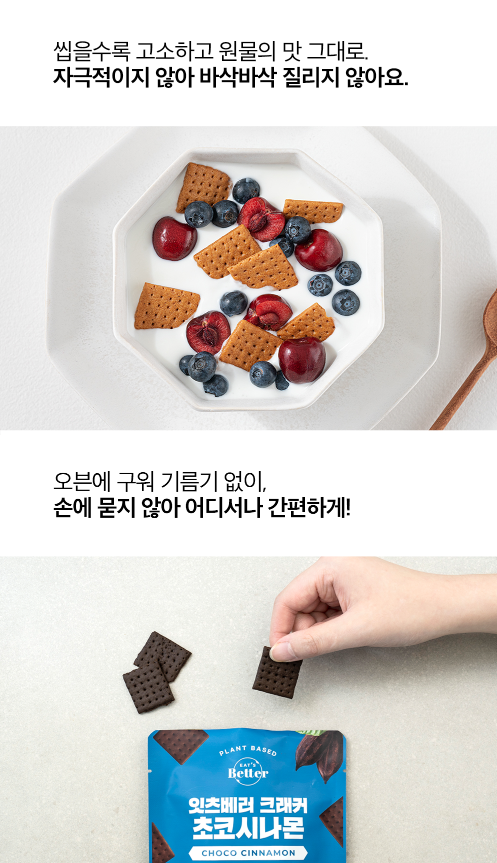 씹을수록 고소하고 원물의 맛 그대로.
자극적이지 않아 바삭바삭 질리지 않아요.
오븐에 구워 기름기 없이,
손에 묻지 않아 어디서나 간편하게!
PLANT BASED
EAT'S
Better
잇츠베러 크래커
초코시나몬
CHOCO CINNAMON